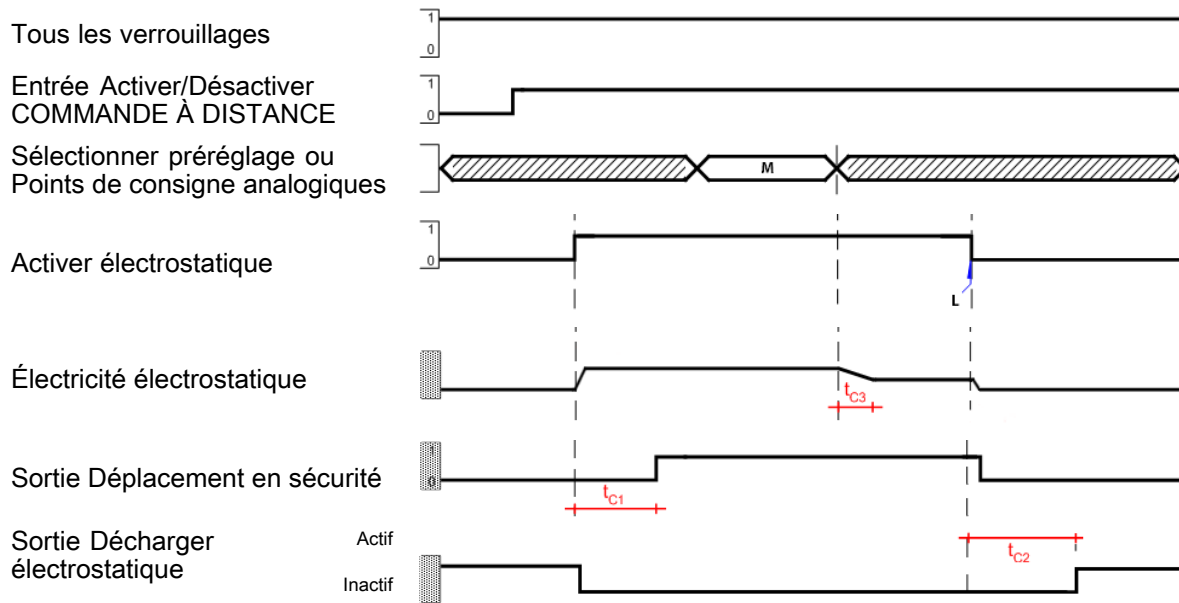 Tous les verrouillages
1
0
Entrée Activer/Désactiver
COMMANDE À DISTANCE
1
0
Sélectionner préréglage ou
Points de consigne analogiques
M
Activer électrostatique
1
0
L
Électricité électrostatique
tC3
Sortie Déplacement en sécurité
1
0
tC1
Sortie Décharger
électrostatique
Actif
Inactif
tC2